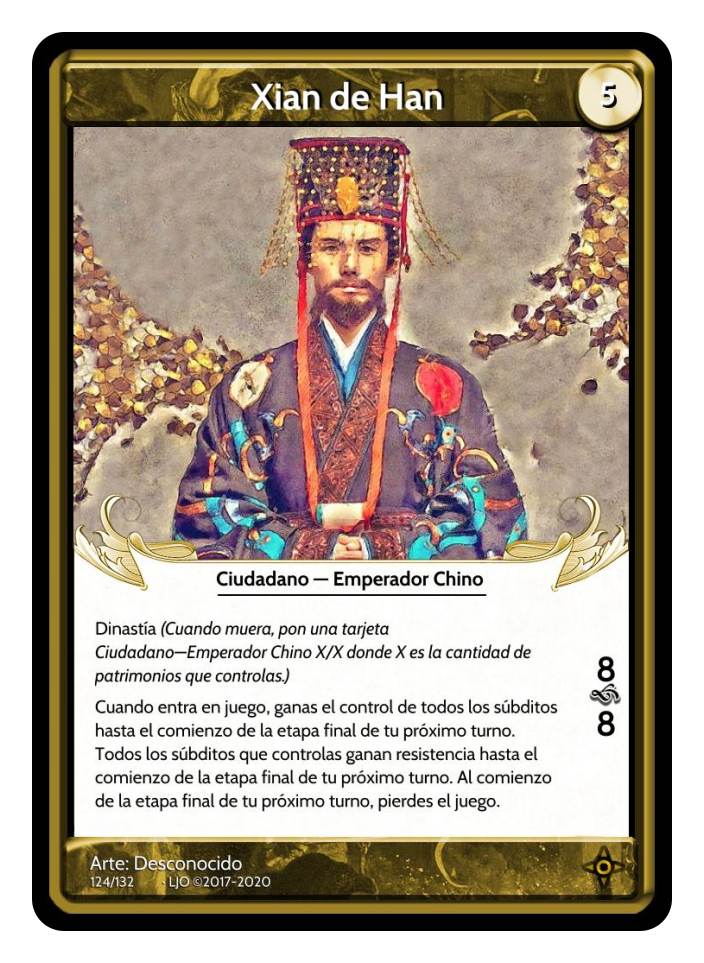 Xian de Han
5
Ciudadano — Emperador Chino
Dinastía (Cuando muera, pon una tarjeta
Ciudadano—Emperador Chino X/X donde X es la cantidad de
patrimonios que controlas.)
Cuando entra en juego, ganas el control de todos los súbditos
hasta el comienzo de la etapa final de tu próximo turno.
Todos los súbditos que controlas ganan resistencia hasta el
comienzo de la etapa final de tu próximo turno. Al comienzo
de la etapa final de tu próximo turno, pierdes el juego.
8
8
Arte: Desconocido
124/132 · LJO ©2017-2020